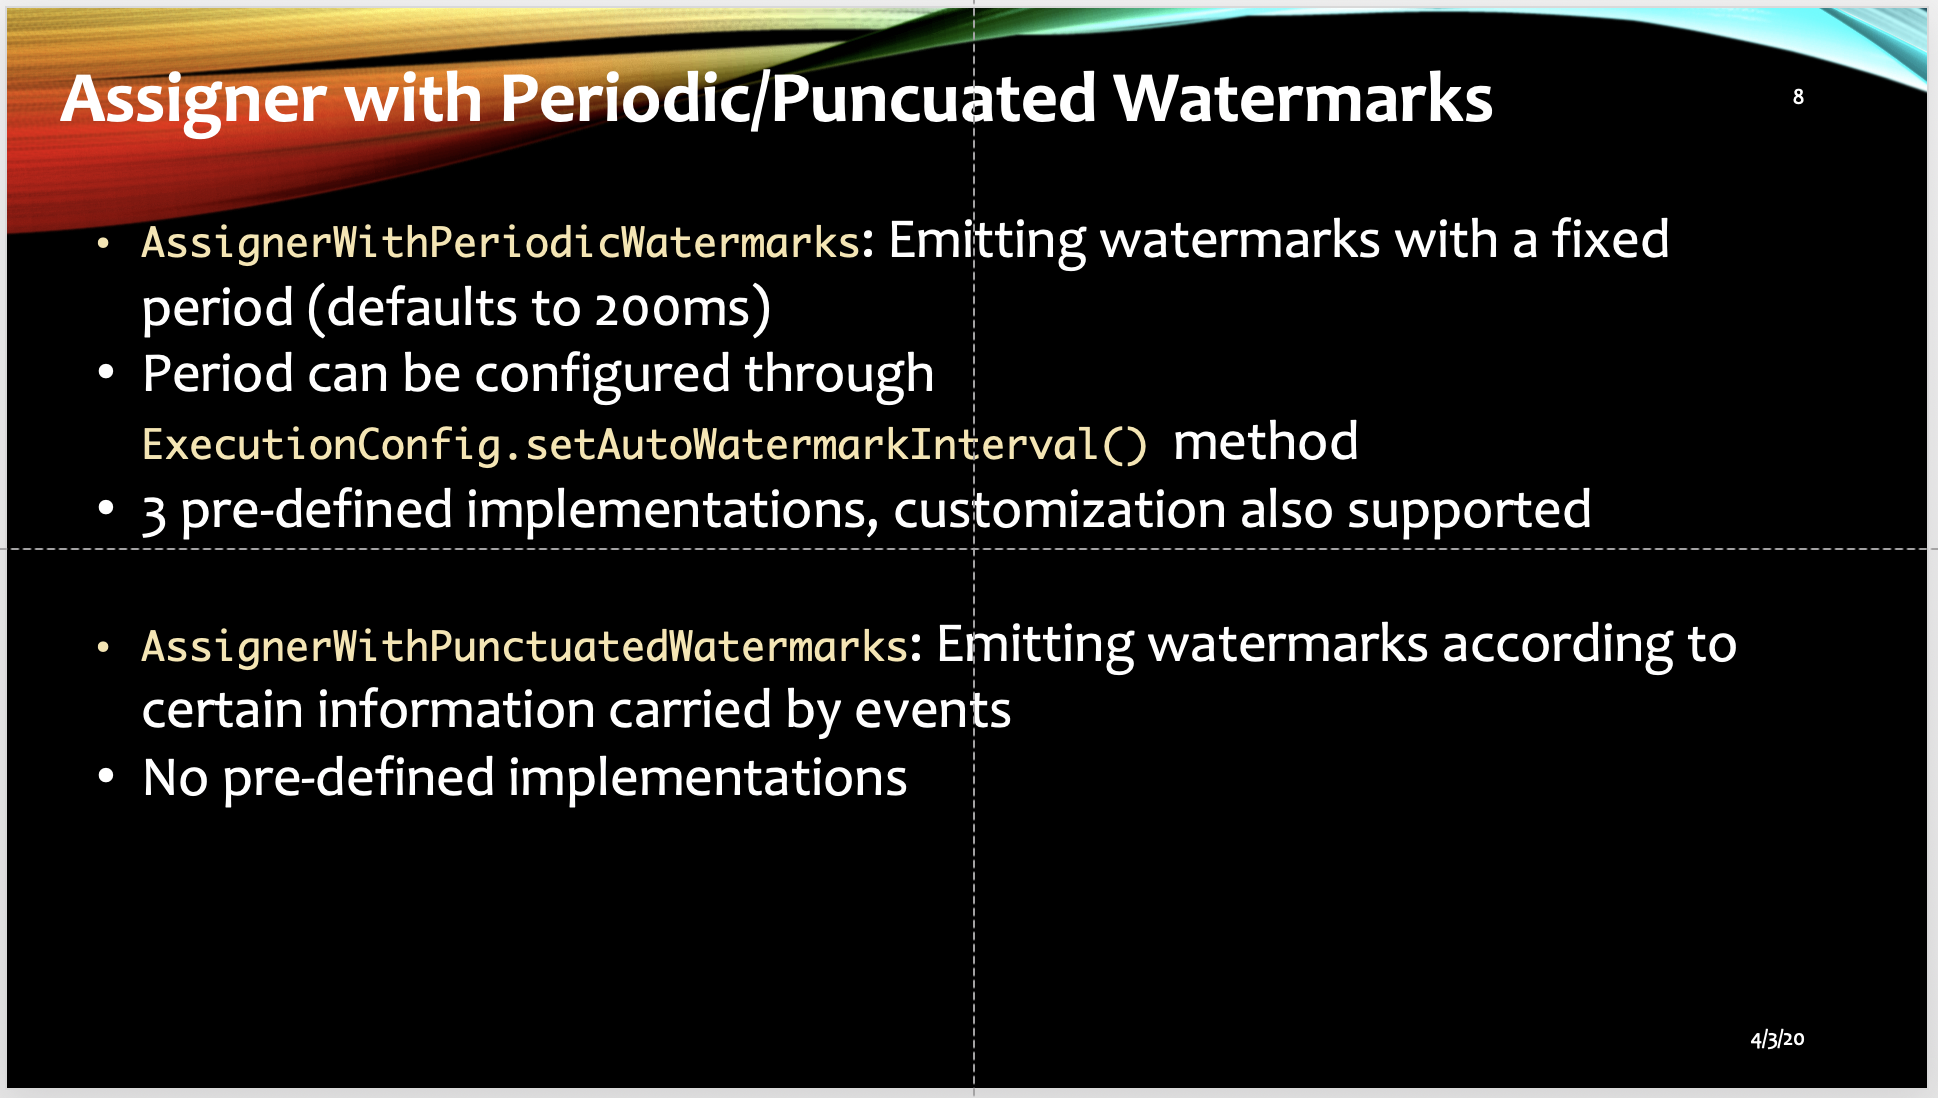 Assigner with Periodic/Puncuated Watermarks
8
• AssignerWithPeriodicWatermarks: Emitting watermarks with a fixed
period (defaults to 200ms)
• Period can be configured through
ExecutionConfig.setAutoWatermarkInterval() method
• 3 pre-defined implementations, customization also supported
• AssignerWithPunctuatedWatermarks: Emitting watermarks according to
certain information carried by events
• No pre-defined implementations
4/3/20